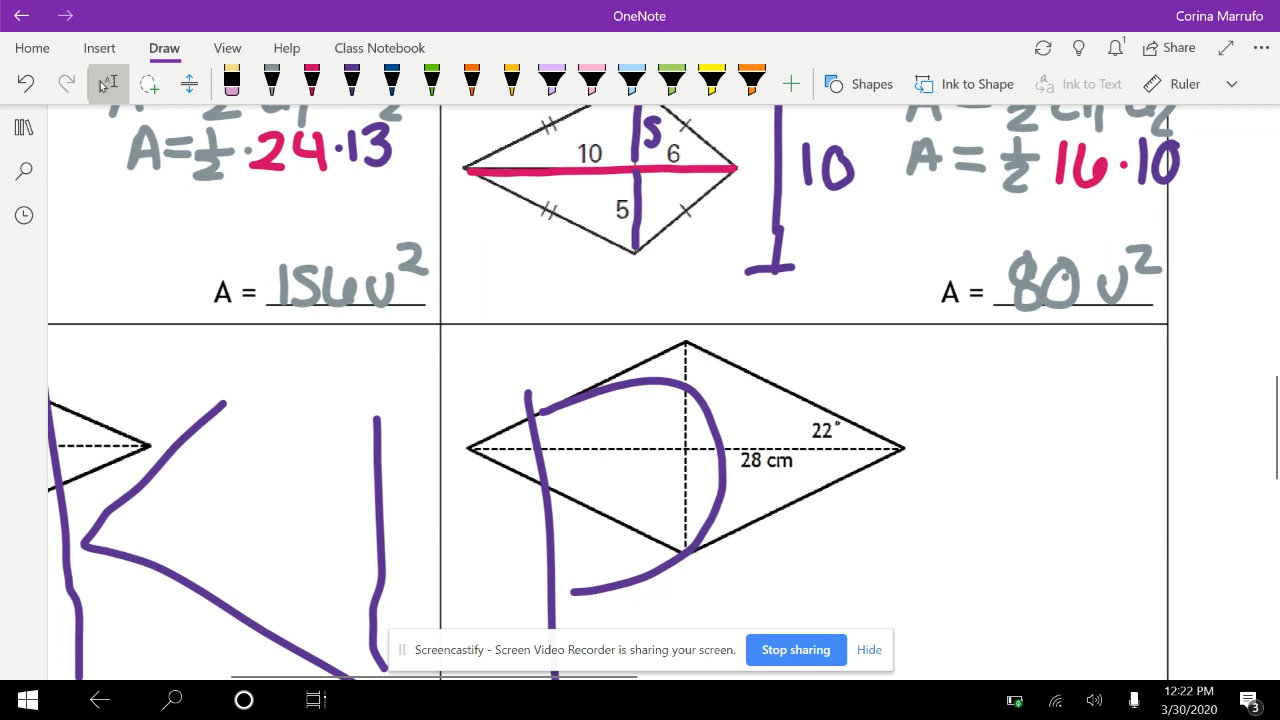 OneNote
Corina Marrufo
Home Insert Draw View Help Class Notebook
Share
Shapes Ink to Shape Ink to Text Ruler
A = 1/2 · 24 · 13
A = 156 u²
10 5 6
5
10
A = 1/2 16 · 10
A = 80 u²
22°
28 cm
Screencastify - Screen Video Recorder is sharing your screen. Stop sharing Hide
12:22 PM
3/30/2020
3